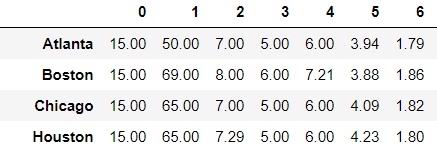 0 1 2 3 4 5 6
Atlanta 15.00 50.00 7.00 5.00 6.00 3.94 1.79
Boston 15.00 69.00 8.00 6.00 7.21 3.88 1.86
Chicago 15.00 65.00 7.00 5.00 6.00 4.09 1.82
Houston 15.00 65.00 7.29 5.00 6.00 4.23 1.80